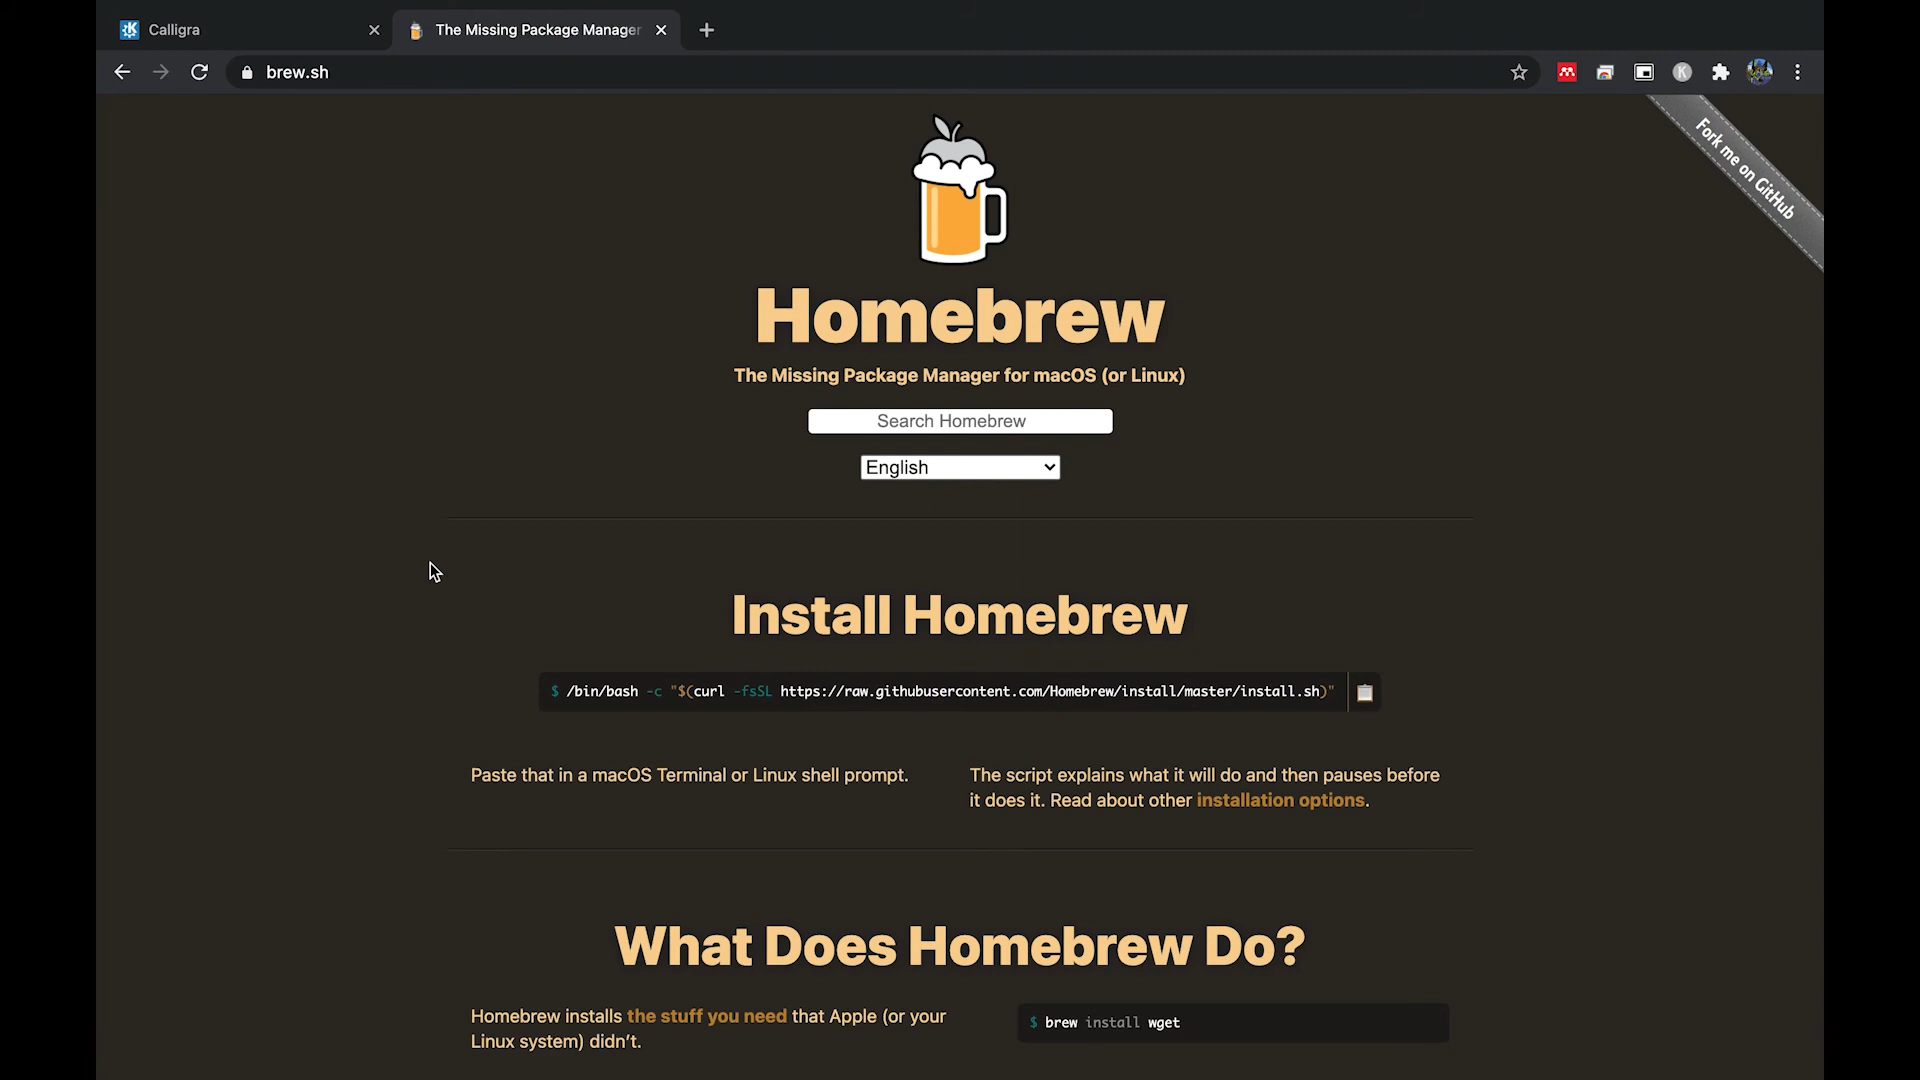 Calligra
The Missing Package Manager
brew.sh
K
Fork me on GitHub
Homebrew
The Missing Package Manager for macOS (or Linux)
Search Homebrew
English
Install Homebrew
$ /bin/bash -c "$(curl -fsSL https://raw.githubusercontent.com/Homebrew/install/master/install.sh)"
Paste that in a macOS Terminal or Linux shell prompt.
The script explains what it will do and then pauses before
it does it. Read about other installation options.
What Does Homebrew Do?
Homebrew installs the stuff you need that Apple (or your
Linux system) didn’t.
$ brew install wget